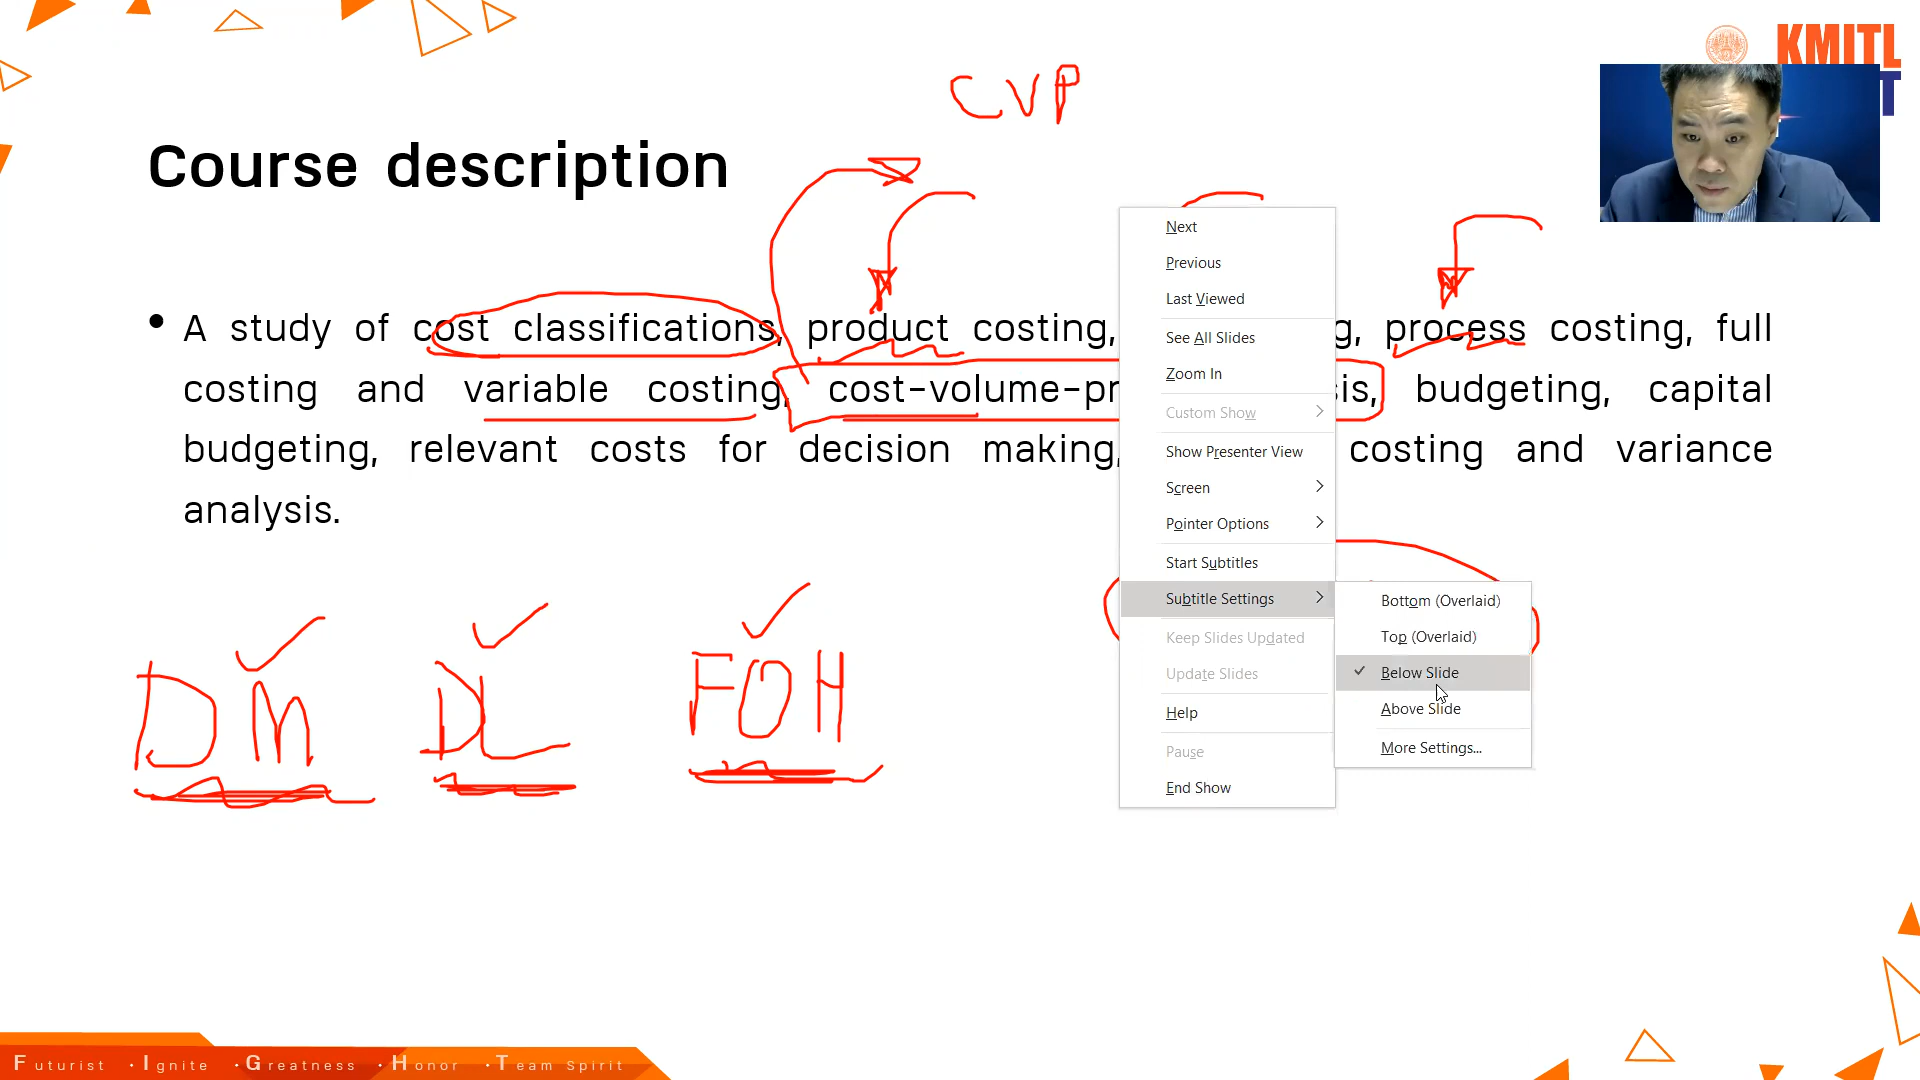 KMITL
T
CVP
Course description
• A study of cost classifications, product costing, g, process costing, full
costing and variable costing, cost-volume-pr is, budgeting, capital
budgeting, relevant costs for decision making, costing and variance
analysis.
Next
Previous
Last Viewed
See All Slides
Zoom In
Custom Show
Show Presenter View
Screen
Pointer Options
Start Subtitles
Subtitle Settings
Keep Slides Updated
Update Slides
Help
Pause
End Show
Bottom (Overlaid)
Top (Overlaid)
Below Slide
Above Slide
More Settings...
DM DL FOH
Futurist · Ignite · Greatness · Honor · Team Spirit